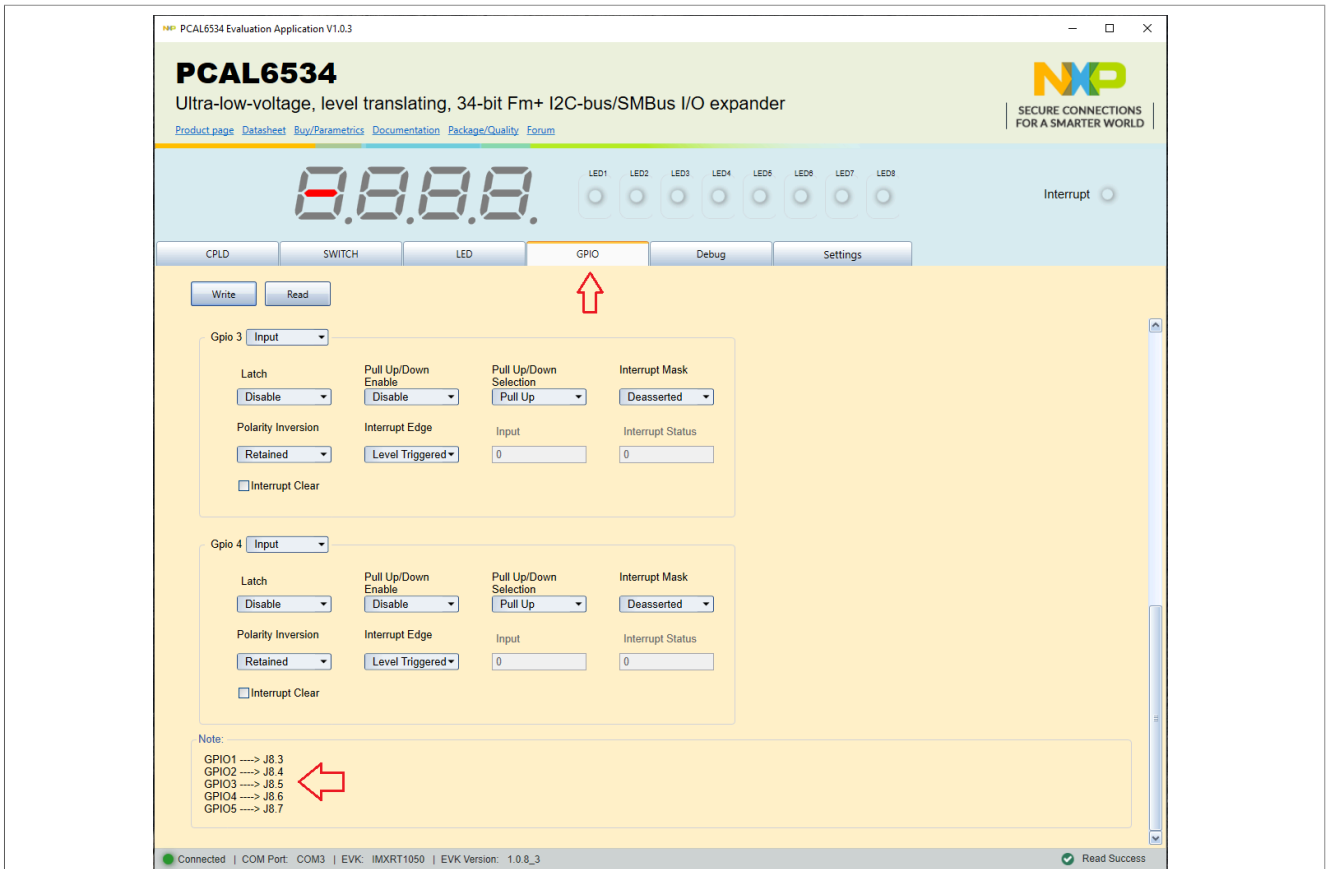 NXP PCAL6534 Evaluation Application V1.0.3
PCAL6534
Ultra-low-voltage, level translating, 34-bit Fm+ I2C-bus/SMBus I/O expander
Product page Datasheet Buy/Parametrics Documentation Package/Quality Forum
NXP
SECURE CONNECTIONS
FOR A SMARTER WORLD
LED1 LED2 LED3 LED4 LED5 LED6 LED7 LED8
Interrupt
CPLD SWITCH LED GPIO Debug Settings
Write Read
Gpio 3 Input
Latch Pull Up/Down Enable Pull Up/Down Selection Interrupt Mask
Disable Disable Pull Up Deasserted
Polarity Inversion Interrupt Edge Input Interrupt Status
Retained Level Triggered 0 0
Interrupt Clear
Gpio 4 Input
Latch Pull Up/Down Enable Pull Up/Down Selection Interrupt Mask
Disable Disable Pull Up Deasserted
Polarity Inversion Interrupt Edge Input Interrupt Status
Retained Level Triggered 0 0
Interrupt Clear
Note:
GPIO1 ----> J8.3
GPIO2 ----> J8.4
GPIO3 ----> J8.5
GPIO4 ----> J8.6
GPIO5 ----> J8.7
Connected | COM Port: COM3 | EVK: IMXRT1050 | EVK Version: 1.0.8_3 Read Success